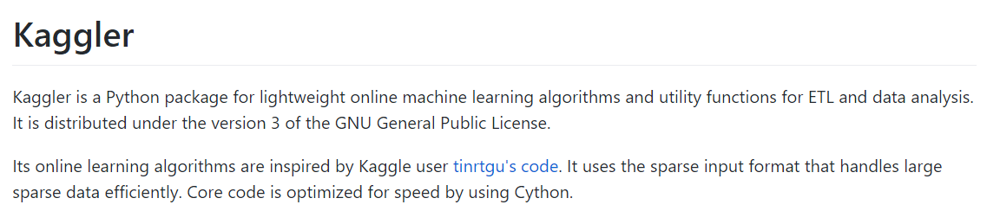 Kaggler
Kaggler is a Python package for lightweight online machine learning algorithms and utility functions for ETL and data analysis.
It is distributed under the version 3 of the GNU General Public License.
Its online learning algorithms are inspired by Kaggle user tinrtgu's code. It uses the sparse input format that handles large
sparse data efficiently. Core code is optimized for speed by using Cython.